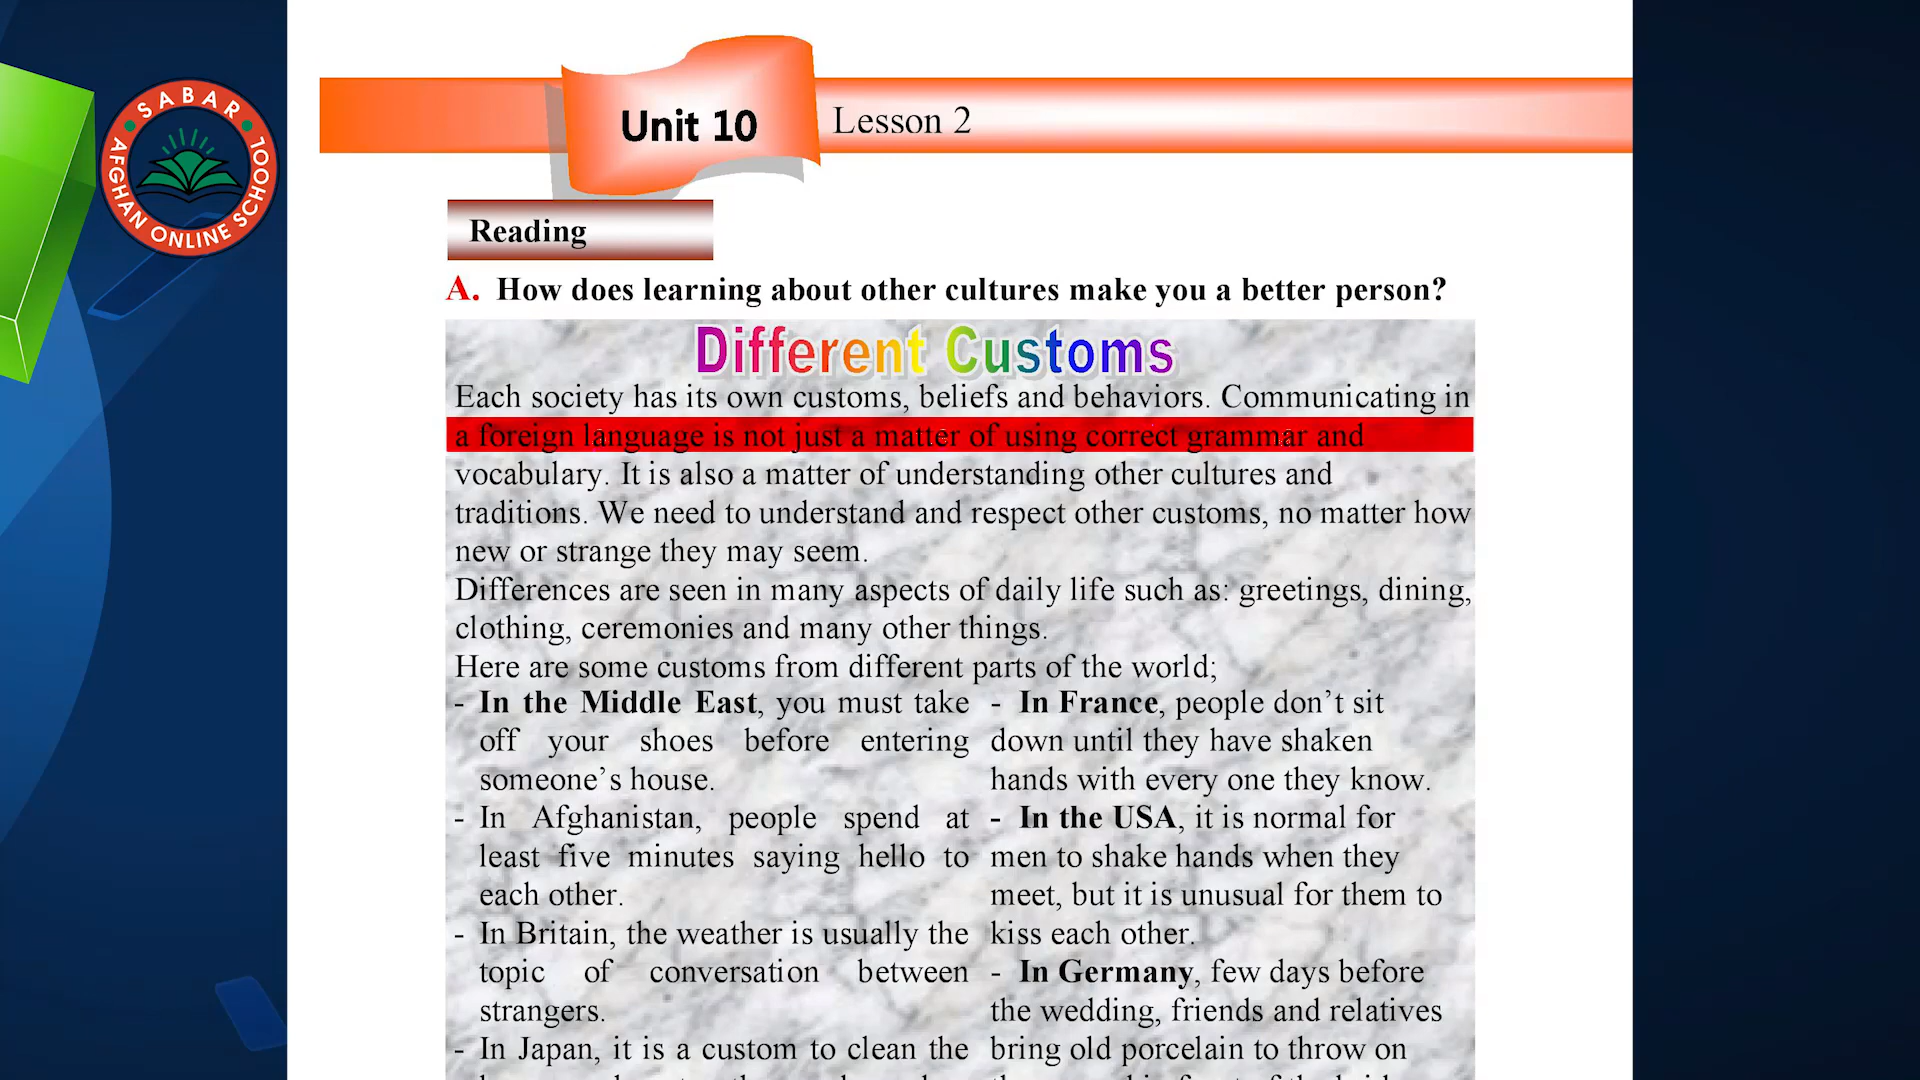 SABAR
AFGHAN ONLINE SCHOOL
Unit 10
Lesson 2
Reading
A. How does learning about other cultures make you a better person?
Different Customs
Each society has its own customs, beliefs and behaviors. Communicating in
a foreign language is not just a matter of using correct grammar and
vocabulary. It is also a matter of understanding other cultures and
traditions. We need to understand and respect other customs, no matter how
new or strange they may seem.
Differences are seen in many aspects of daily life such as: greetings, dining,
clothing, ceremonies and many other things.
Here are some customs from different parts of the world;
- In the Middle East, you must take
off your shoes before entering
someone’s house.
- In Afghanistan, people spend at
least five minutes saying hello to
each other.
- In Britain, the weather is usually the
topic of conversation between
strangers.
- In Japan, it is a custom to clean the
- In France, people don’t sit
down until they have shaken
hands with every one they know.
- In the USA, it is normal for
men to shake hands when they
meet, but it is unusual for them to
kiss each other.
- In Germany, few days before
the wedding, friends and relatives
bring old porcelain to throw on